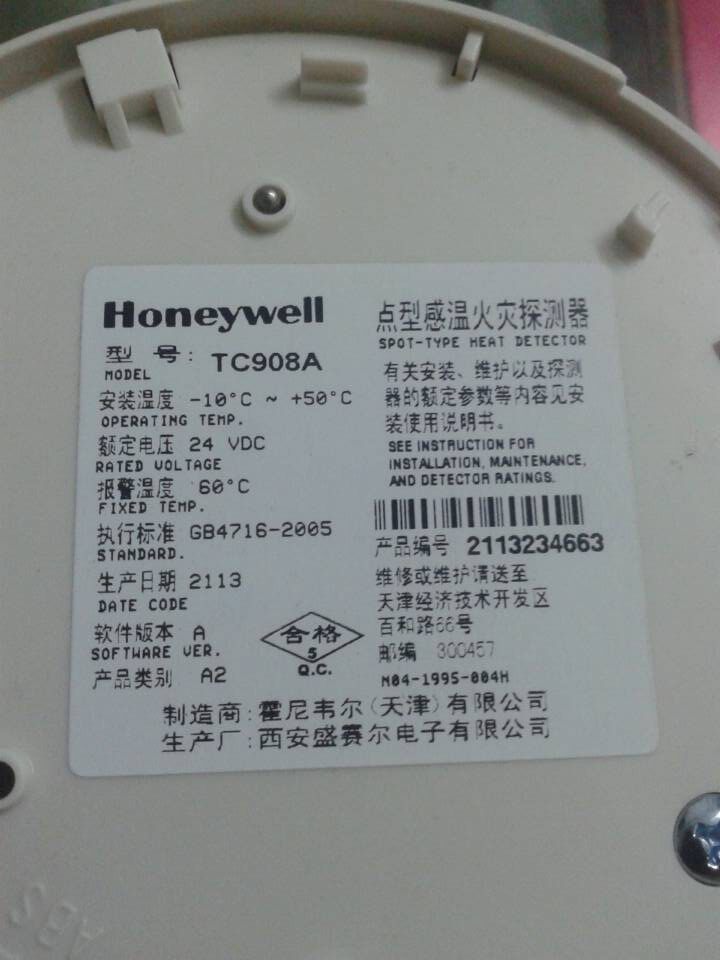 Honeywell
型 号: TC908A
MODEL
安装温度 -10°C ~ +50°C
OPERATING TEMP.
额定电压 24 VDC
RATED VOLTAGE
报警温度 60°C
FIXED TEMP.
执行标准 GB4716-2005
STANDARD.
生产日期 2113
DATE CODE
软件版本 A
SOFTWARE VER.
产品类别 A2
合格
5
Q.C.
点型感温火灾探测器
SPOT-TYPE HEAT DETECTOR
有关安装、维护以及探测
器的额定参数等内容见安
装使用说明书。
SEE INSTRUCTION FOR
INSTALLATION, MAINTENANCE,
AND DETECTOR RATINGS.
产品编号 2113234663
维修或维护请送至
天津经济技术开发区
百和路66号
邮编 300457
N04-1995-004H
制造商:霍尼韦尔(天津)有限公司
生产厂:西安盛赛尔电子有限公司
ABS